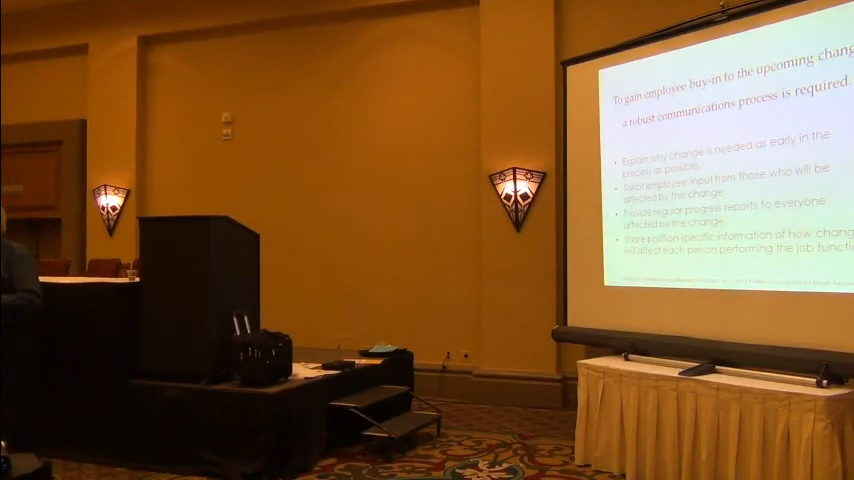 To gain employee buy-in to the upcoming chang
a robust communications process is required.
• Explain why change it needed as early in the
process as possible.
• Solicit employee input from those who will be
affected by the change.
• Provide regular progress reports to everyone
affected by the change.
• Share position-specific information of how chang
will affect each person performing the job functi